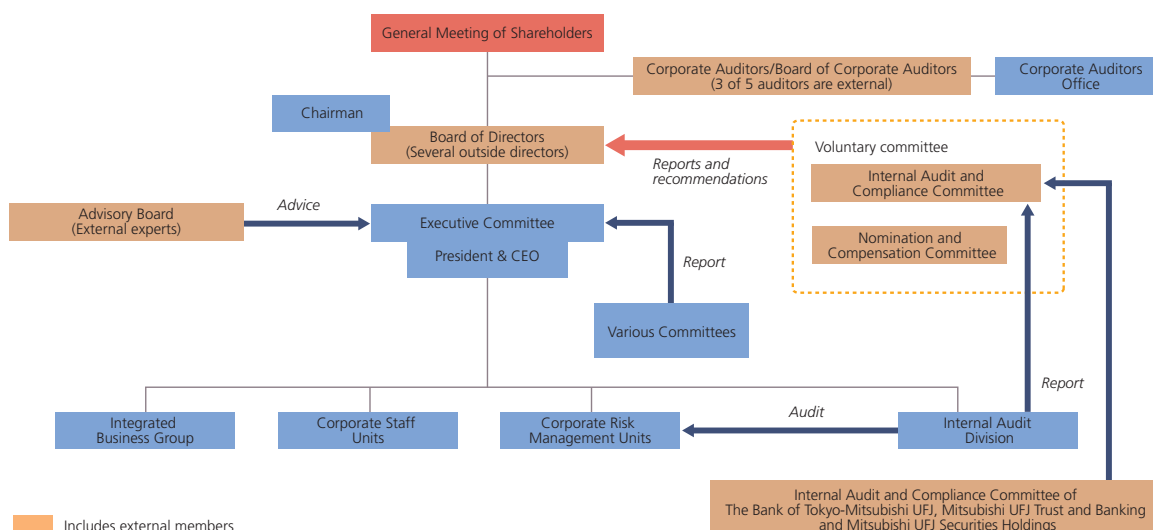 General Meeting of Shareholders
Corporate Auditors/Board of Corporate Auditors
(3 of 5 auditors are external)
Corporate Auditors
Office
Chairman
Board of Directors
(Several outside directors)
Reports and
recommendations
Voluntary committee
Internal Audit and
Compliance Committee
Nomination and
Compensation Committee
Advisory Board
(External experts)
Advice
Executive Committee
President & CEO
Report
Various Committees
Report
Integrated
Business Group
Corporate Staff
Units
Corporate Risk
Management Units
Audit
Internal Audit
Division
Internal Audit and Compliance Committee of
The Bank of Tokyo-Mitsubishi UFJ, Mitsubishi UFJ Trust and Banking
and Mitsubishi UFJ Securities Holdings
Includes external members